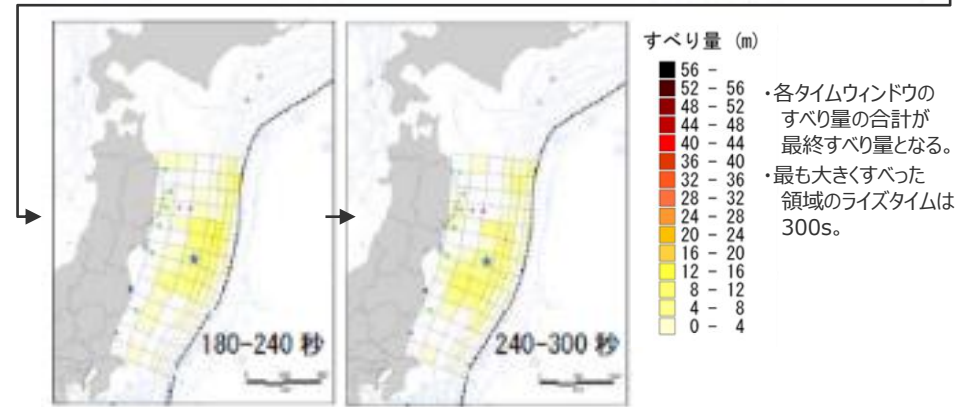 180-240 秒
240-300 秒
すべり量 (m)
56 -
52 - 56
48 - 52
44 - 48
40 - 44
36 - 40
32 - 36
28 - 32
24 - 28
20 - 24
16 - 20
12 - 16
8 - 12
4 - 8
0 - 4
・各タイムウィンドウの
すべり量の合計が
最終すべり量となる。
・最も大きくすべった
領域のライズタイムは
300s。